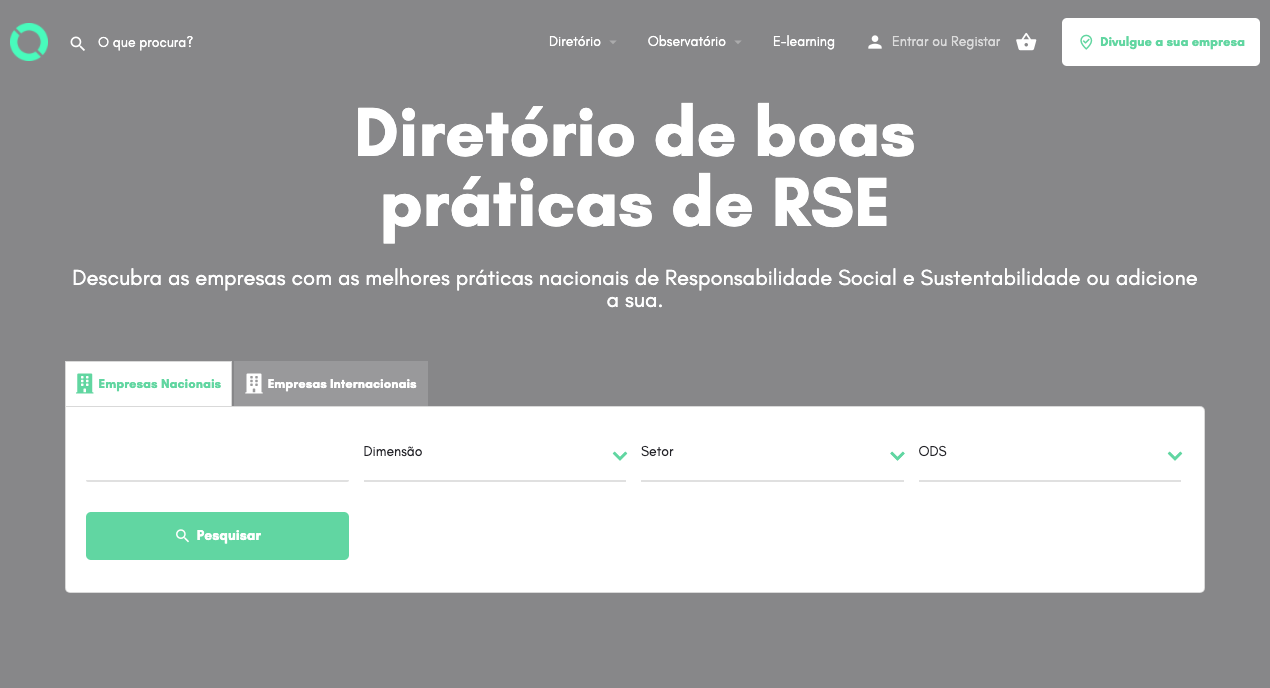 O que procura?
Diretório
Observatório
E-learning
Entrar ou Registar
Divulgue a sua empresa
Diretório de boas
práticas de RSE
Descubra as empresas com as melhores práticas nacionais de Responsabilidade Social e Sustentabilidade ou adicione
a sua.
Empresas Nacionais
Empresas Internacionais
Dimensão
Setor
ODS
Pesquisar